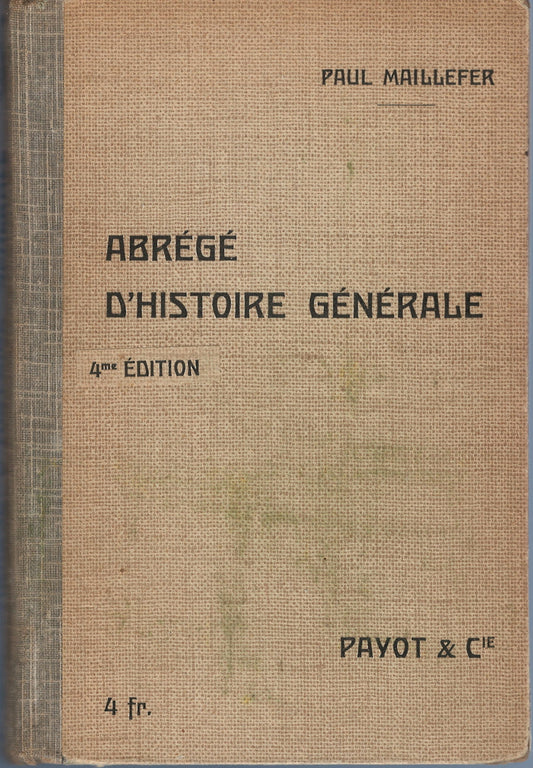 PAUL MAILLEFER
ABRÉGÉ
D'HISTOIRE GÉNÉRALE
4me ÉDITION
PAYOT & CIE
4 fr.